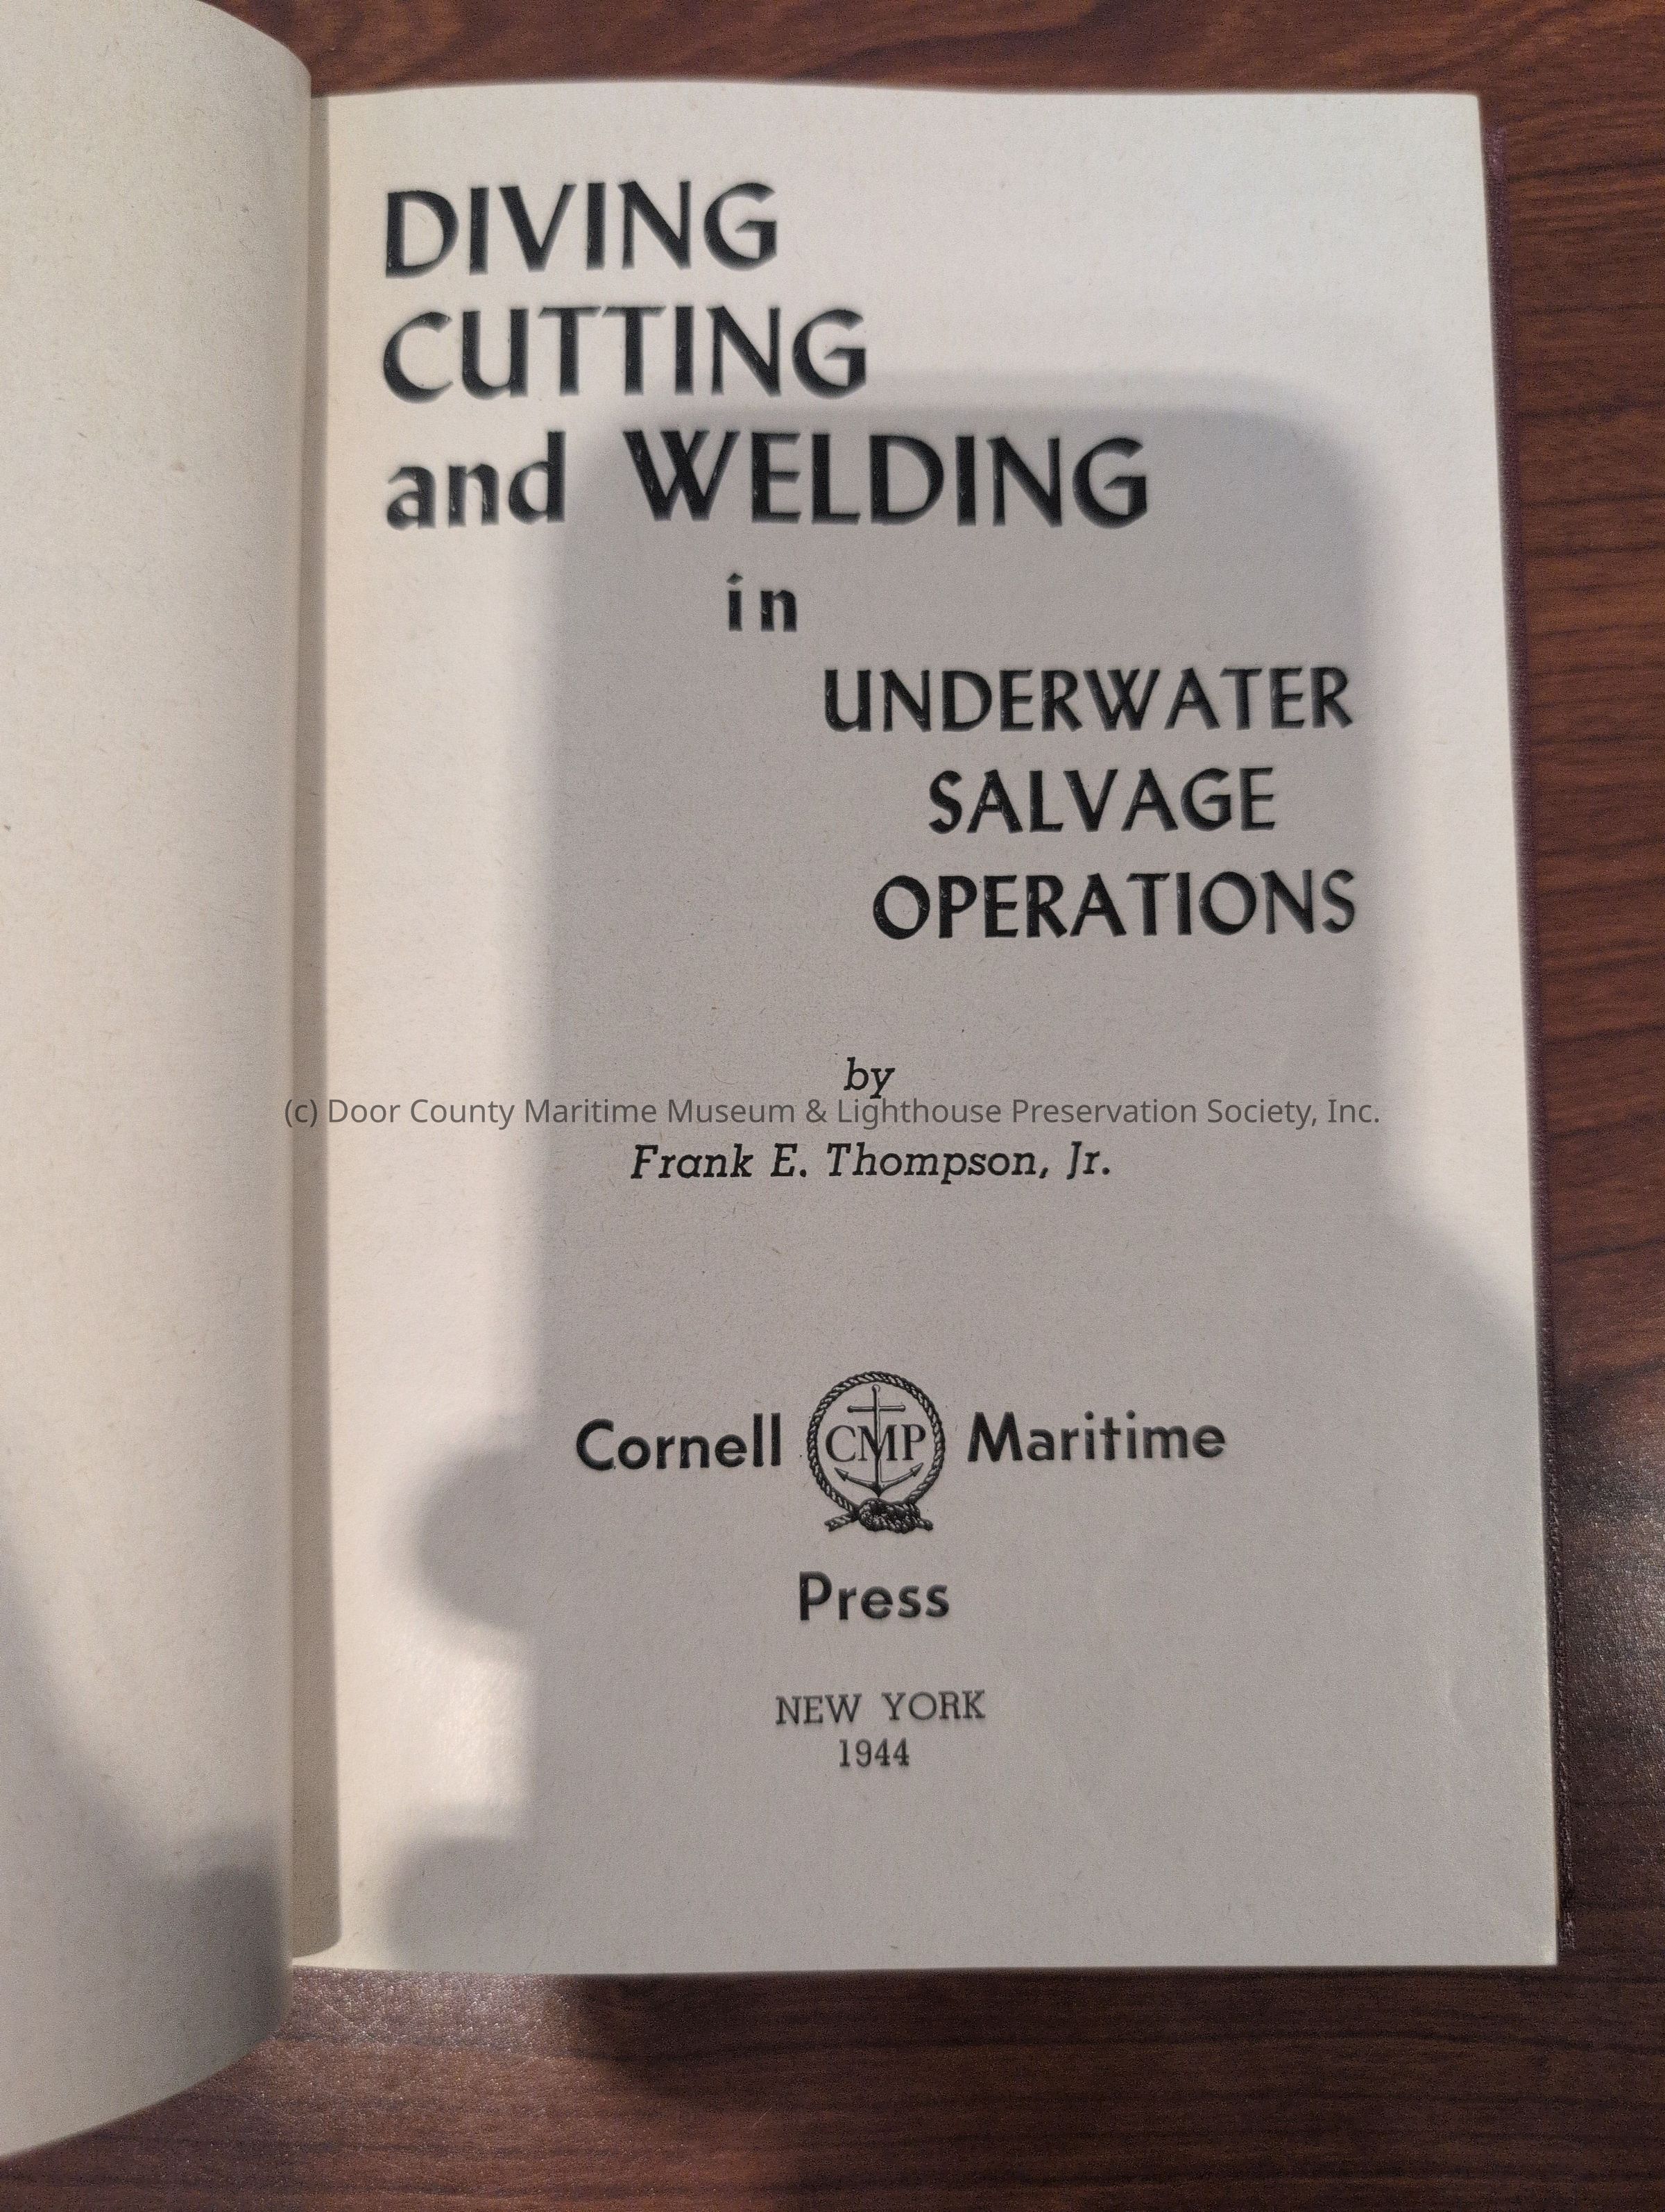 DIVING
CUTTING
and WELDING
in
UNDERWATER
SALVAGE
OPERATIONS
by
(c) Door County Maritime Museum & Lighthouse Preservation Society, Inc.
Frank E. Thompson, Jr.
Cornell CMP Maritime
Press
NEW YORK
1944